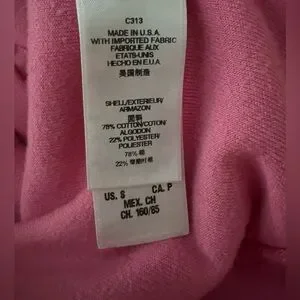 C313
MADE IN U.S.A.
WITH IMPORTED FABRIC
FABRIQUE AUX
ETATS-UNIS
HECHO EN E.U.A
美国制造
SHELL/EXTERIEUR/
ARMAZON
面料
78% COTTON/COTON/
ALGODON
22% POLYESTER/
POLIESTER
78% 棉
22% 聚酯纤维
US. S CA. P
MEX. CH
CH. 160/85